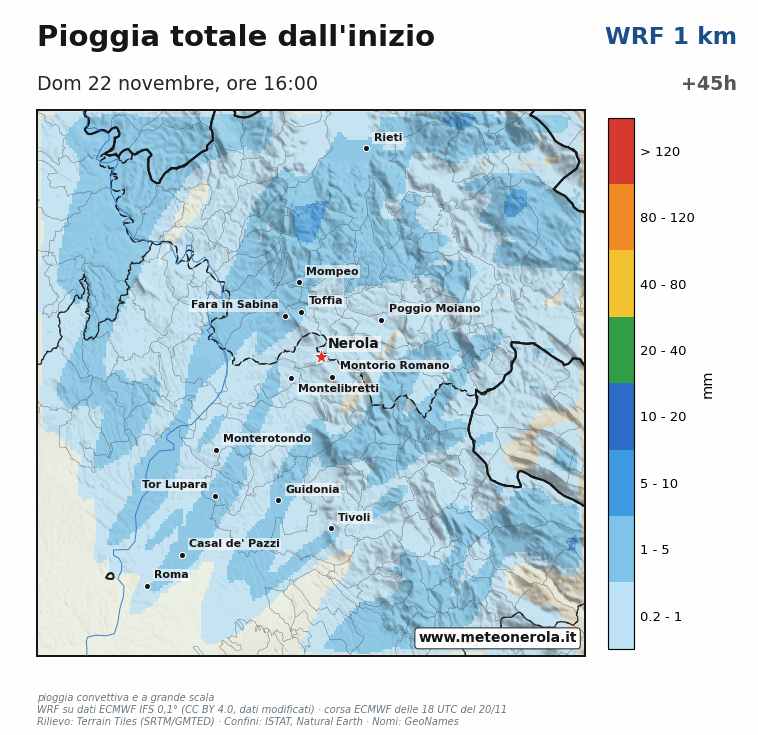 Pioggia totale dall'inizio
WRF 1 km
Dom 22 novembre, ore 16:00
+45h
Rieti
Mompeo
Toffia
Fara in Sabina
Poggio Moiano
Nerola
Montorio Romano
Montelibretti
Monterotondo
Tor Lupara
Guidonia
Tivoli
Casal de' Pazzi
Roma
www.meteonerola.it
> 120
80 - 120
40 - 80
20 - 40
10 - 20
5 - 10
1 - 5
0.2 - 1
mm
pioggia convettiva e a grande scala
WRF su dati ECMWF IFS 0,1° (CC BY 4.0, dati modificati) · corsa ECMWF delle 18 UTC del 20/11
Rilievo: Terrain Tiles (SRTM/GMTED) · Confini: ISTAT, Natural Earth · Nomi: GeoNames